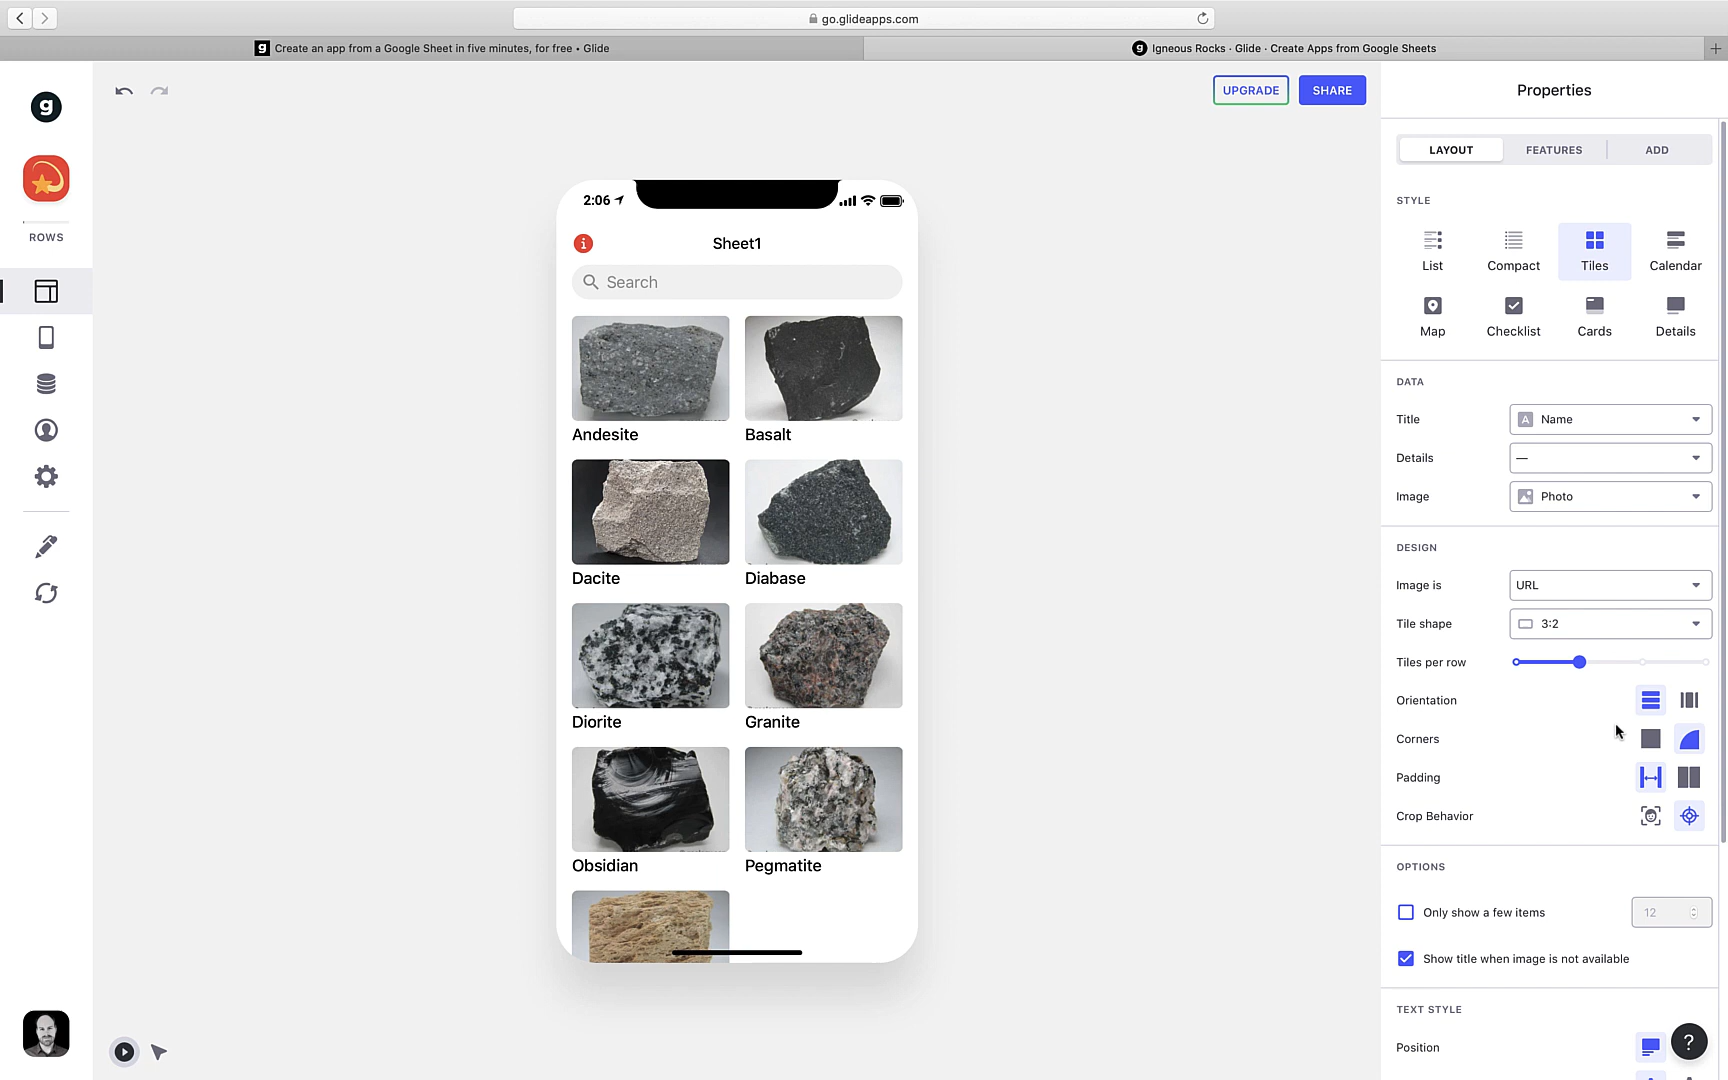 go.glideapps.com
g Create an app from a Google Sheet in five minutes, for free • Glide
g Igneous Rocks · Glide · Create Apps from Google Sheets
g
ROWS
UPGRADE
SHARE
2:06
Sheet1
Search
Andesite
Basalt
Dacite
Diabase
Diorite
Granite
Obsidian
Pegmatite
Properties
LAYOUT
FEATURES
ADD
STYLE
List
Compact
Tiles
Calendar
Map
Checklist
Cards
Details
DATA
Title
A Name
Details
—
Image
Photo
DESIGN
Image is
URL
Tile shape
3:2
Tiles per row
Orientation
Corners
Padding
Crop Behavior
OPTIONS
Only show a few items
12
Show title when image is not available
TEXT STYLE
Position
?